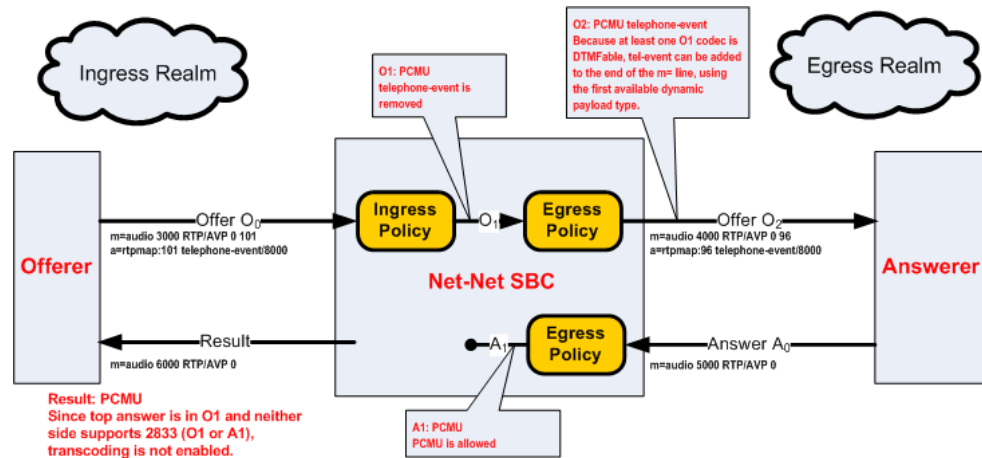 Ingress Realm
O1: PCMU
telephone-event is
removed
O2: PCMU telephone-event
Because at least one O1 codec is
DTMFable, tel-event can be added
to the end of the m= line, using
the first available dynamic
payload type.
Egress Realm
Offerer
Offer O0
m=audio 3000 RTP/AVP 0 101
a=rtpmap:101 telephone-event/8000
Ingress
Policy
O1
Egress
Policy
Offer O2
m=audio 4000 RTP/AVP 0 96
a=rtpmap:96 telephone-event/8000
Answerer
Net-Net SBC
Result
m=audio 6000 RTP/AVP 0
A1
Egress
Policy
Answer A0
m=audio 5000 RTP/AVP 0
Result: PCMU
Since top answer is in O1 and neither
side supports 2833 (O1 or A1),
transcoding is not enabled.
A1: PCMU
PCMU is allowed